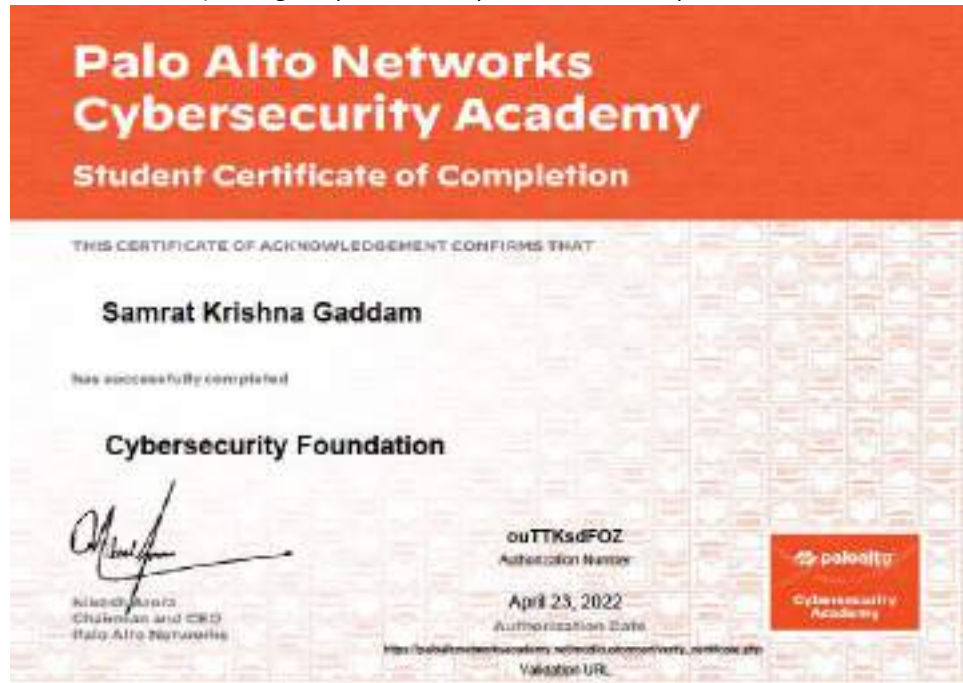 Palo Alto Networks
Cybersecurity Academy
Student Certificate of Completion
THIS CERTIFICATE OF ACKNOWLEDGEMENT CONFIRMS THAT
Samrat Krishna Gaddam
has successfully completed
Cybersecurity Foundation
ouTTKsdFOZ
Authorization Number
Nikesh Arora
Chairman and CEO
Palo Alto Networks
April 23, 2022
Authorization Date
Validation URL
paloalto
Cybersecurity
Academy